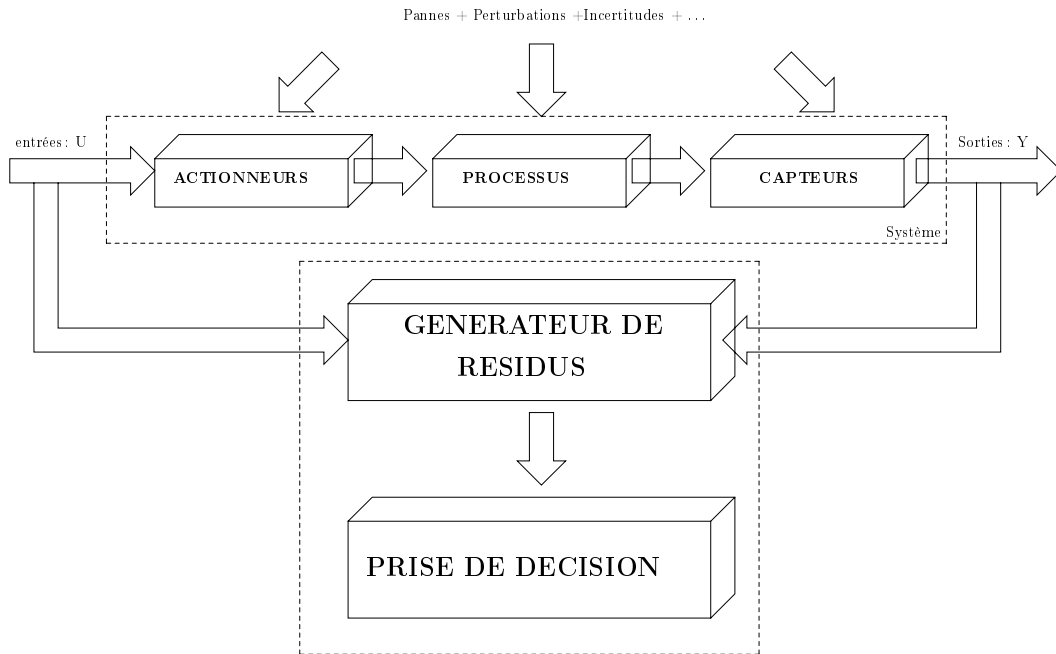 Pannes + Perturbations +Incertitudes + ...
entrées : U
Sorties : Y
ACTIONNEURS
PROCESSUS
CAPTEURS
Système
GENERATEUR DE
RESIDUS
PRISE DE DECISION